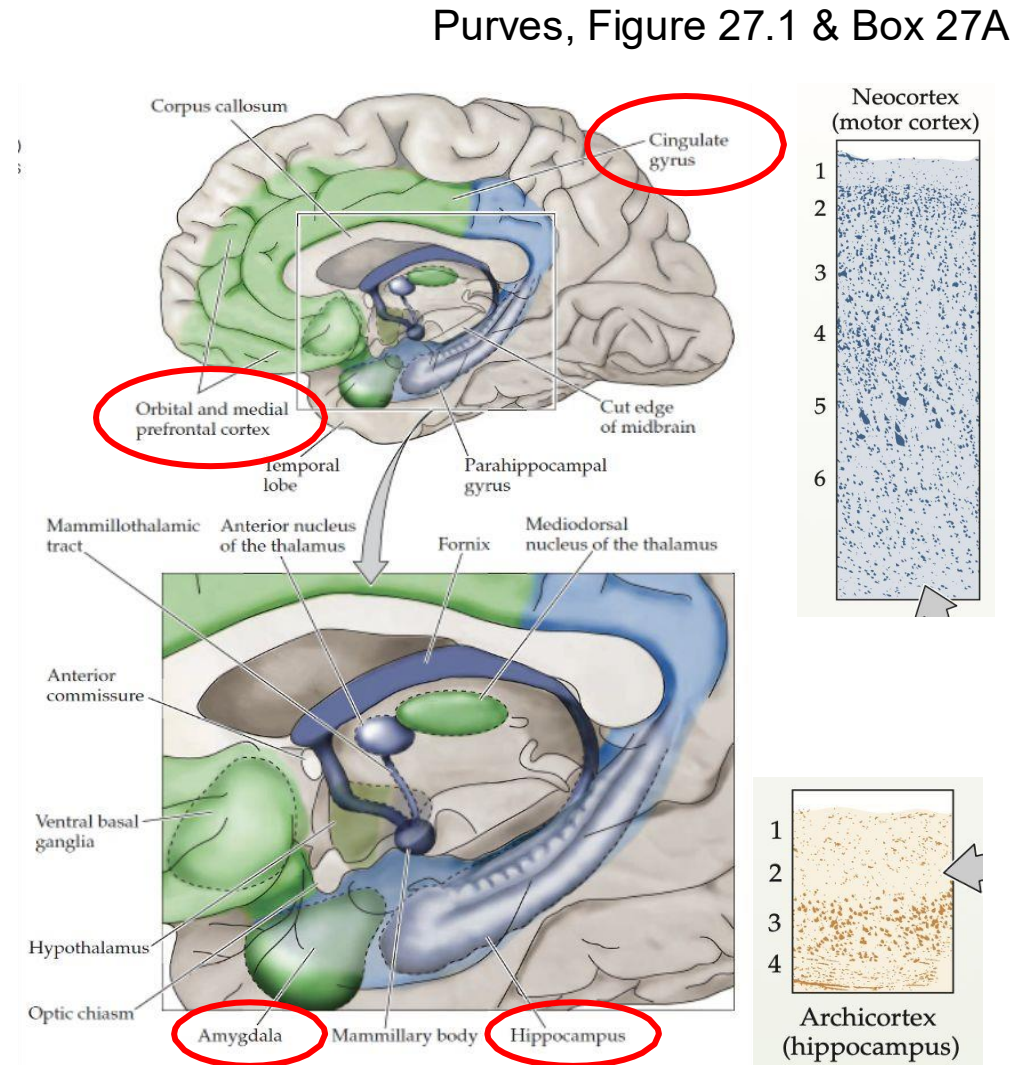 Purves, Figure 27.1 & Box 27A
)
s
Corpus callosum
Cingulate
gyrus
Orbital and medial
prefrontal cortex
Temporal
lobe
Parahippocampal
gyrus
Cut edge
of midbrain
Mammillothalamic
tract
Anterior nucleus
of the thalamus
Fornix
Mediodorsal
nucleus of the thalamus
Anterior
commissure
Ventral basal
ganglia
Hypothalamus
Optic chiasm
Amygdala
Mammillary body
Hippocampus
Neocortex
(motor cortex)
1
2
3
4
5
6
1
2
3
4
Archicortex
(hippocampus)